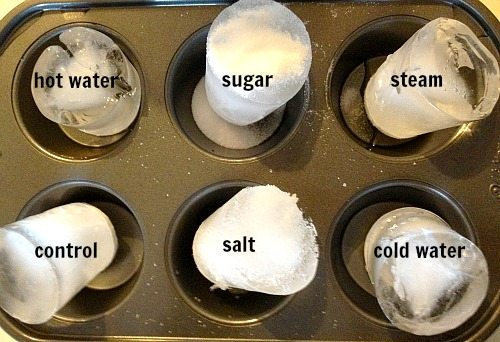 hot water
sugar
steam
control
salt
cold water